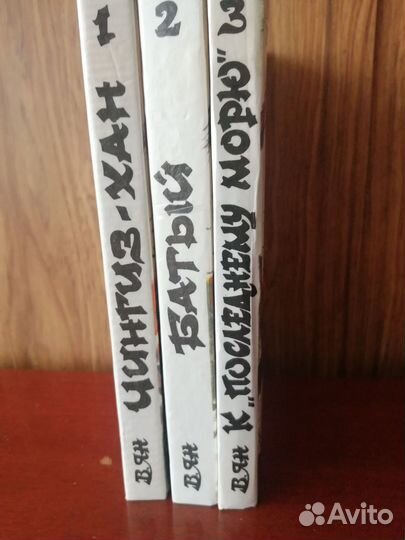 В. ЯН ЧИНГИЗ-ХАН 1
В. ЯН БАТЫЙ 2
В. ЯН К „ПОСЛЕДНЕМУ МОРЮ" 3
Avito